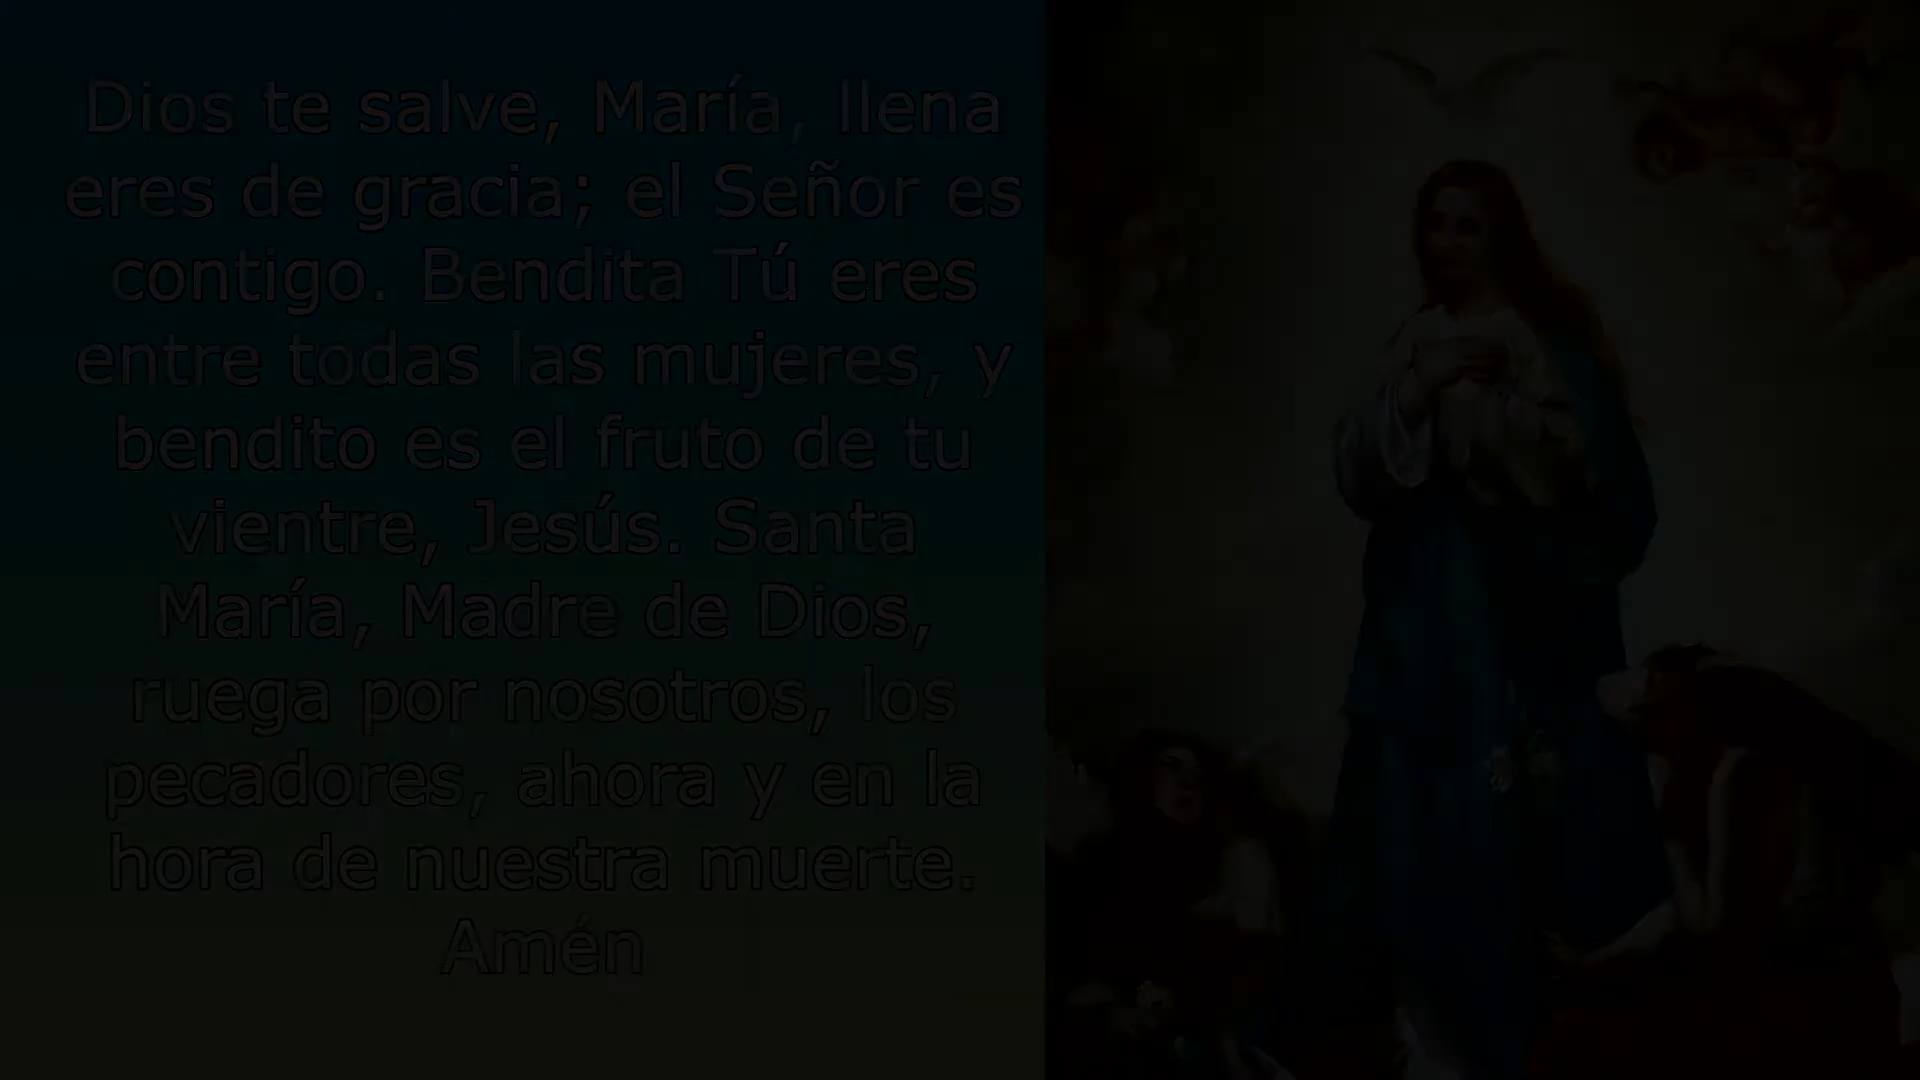 Dios te salve, María, llena
eres de gracia; el Señor es
contigo. Bendita Tú eres
entre todas las mujeres, y
bendito es el fruto de tu
vientre, Jesús. Santa
María, Madre de Dios,
ruega por nosotros, los
pecadores, ahora y en la
hora de nuestra muerte.
Amén